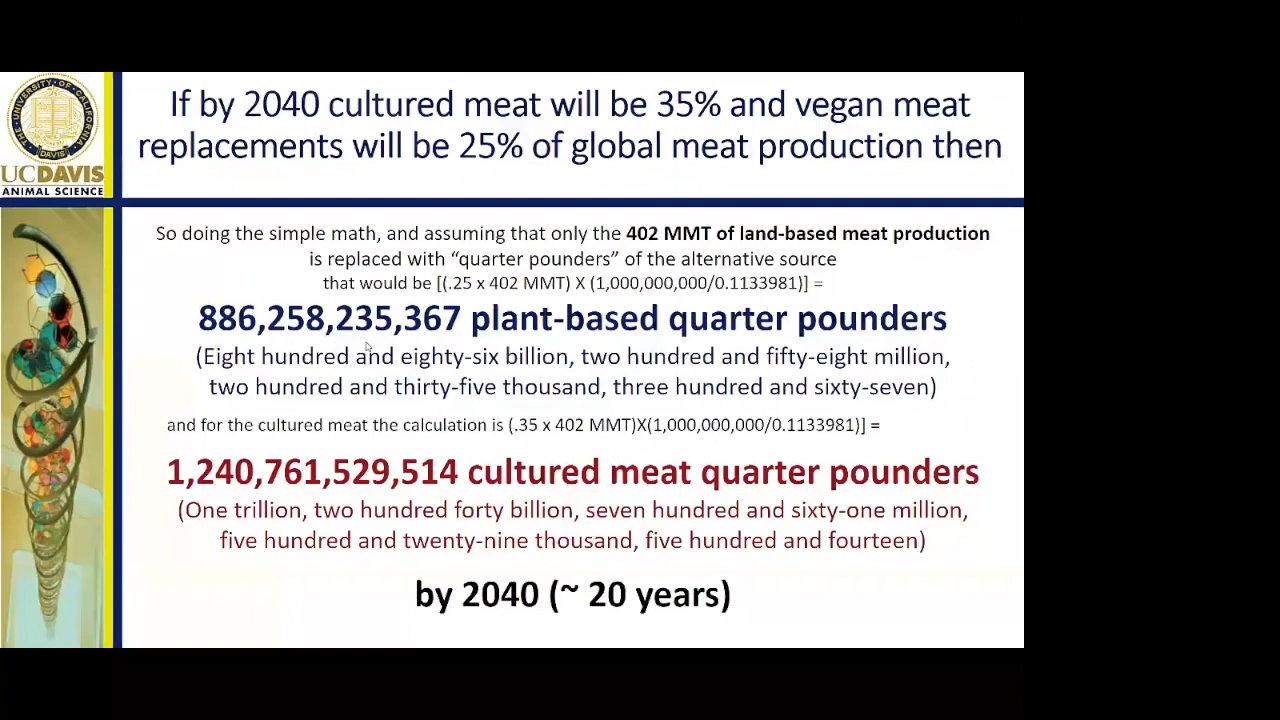 If by 2040 cultured meat will be 35% and vegan meat
replacements will be 25% of global meat production then
THE UNIVERSITY OF CALIFORNIA
DAVIS
UCDAVIS
ANIMAL SCIENCE
So doing the simple math, and assuming that only the 402 MMT of land-based meat production
is replaced with “quarter pounders” of the alternative source
that would be [(.25 x 402 MMT) X (1,000,000,000/0.1133981)] =
886,258,235,367 plant-based quarter pounders
(Eight hundred and eighty-six billion, two hundred and fifty-eight million,
two hundred and thirty-five thousand, three hundred and sixty-seven)
and for the cultured meat the calculation is (.35 x 402 MMT)X(1,000,000,000/0.1133981)] =
1,240,761,529,514 cultured meat quarter pounders
(One trillion, two hundred forty billion, seven hundred and sixty-one million,
five hundred and twenty-nine thousand, five hundred and fourteen)
by 2040 (~ 20 years)